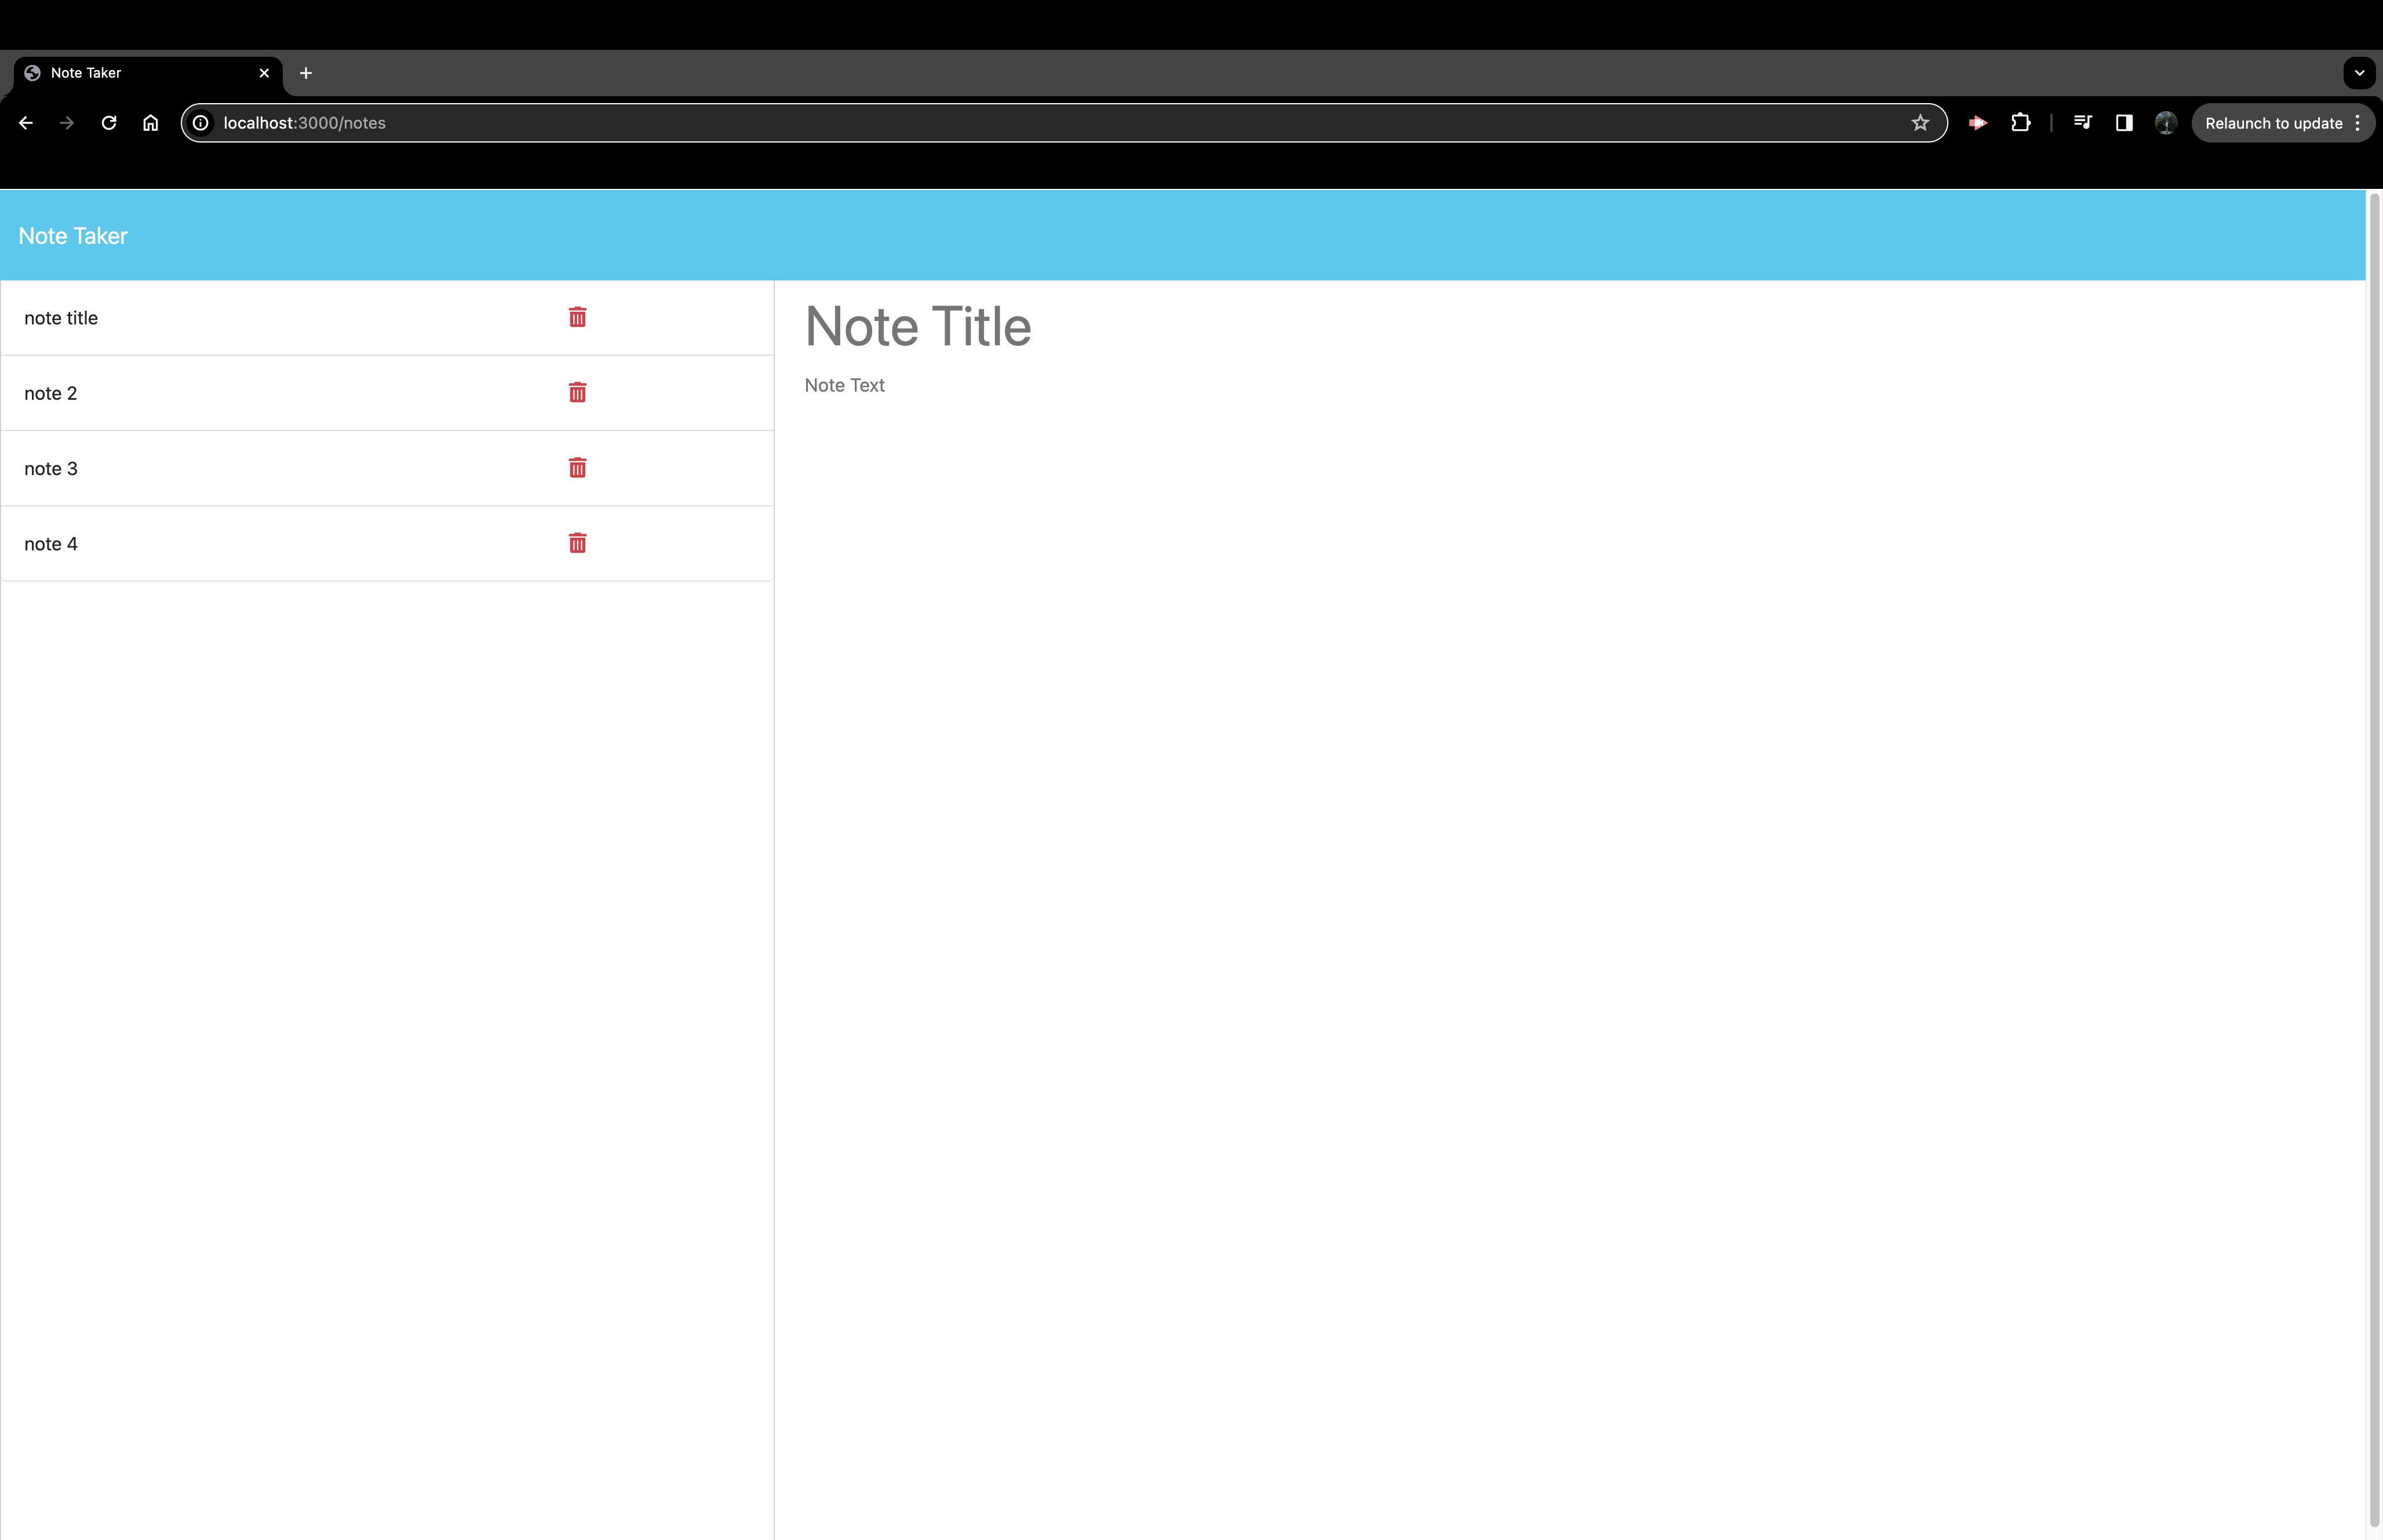 Note Taker
localhost:3000/notes
Relaunch to update
Note Taker
note title
note 2
note 3
note 4
Note Title
Note Text